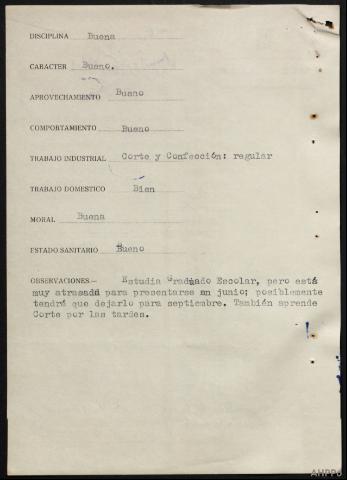 DISCIPLINA Buena
CARACTER Bueno.
APROVECHAMIENTO Bueno
COMPORTAMIENTO Bueno
TRABAJO INDUSTRIAL Corte y Confección: regular
TRABAJO DOMESTICO Bien
MORAL Buena
ESTADO SANITARIO Bueno
OBSERVACIONES.— Estudia Graduado Escolar, pero está
muy atrasada para presentarse en junio; posiblemente
tendrá que dejarlo para septiembre. También aprende
Corte por las tardes.